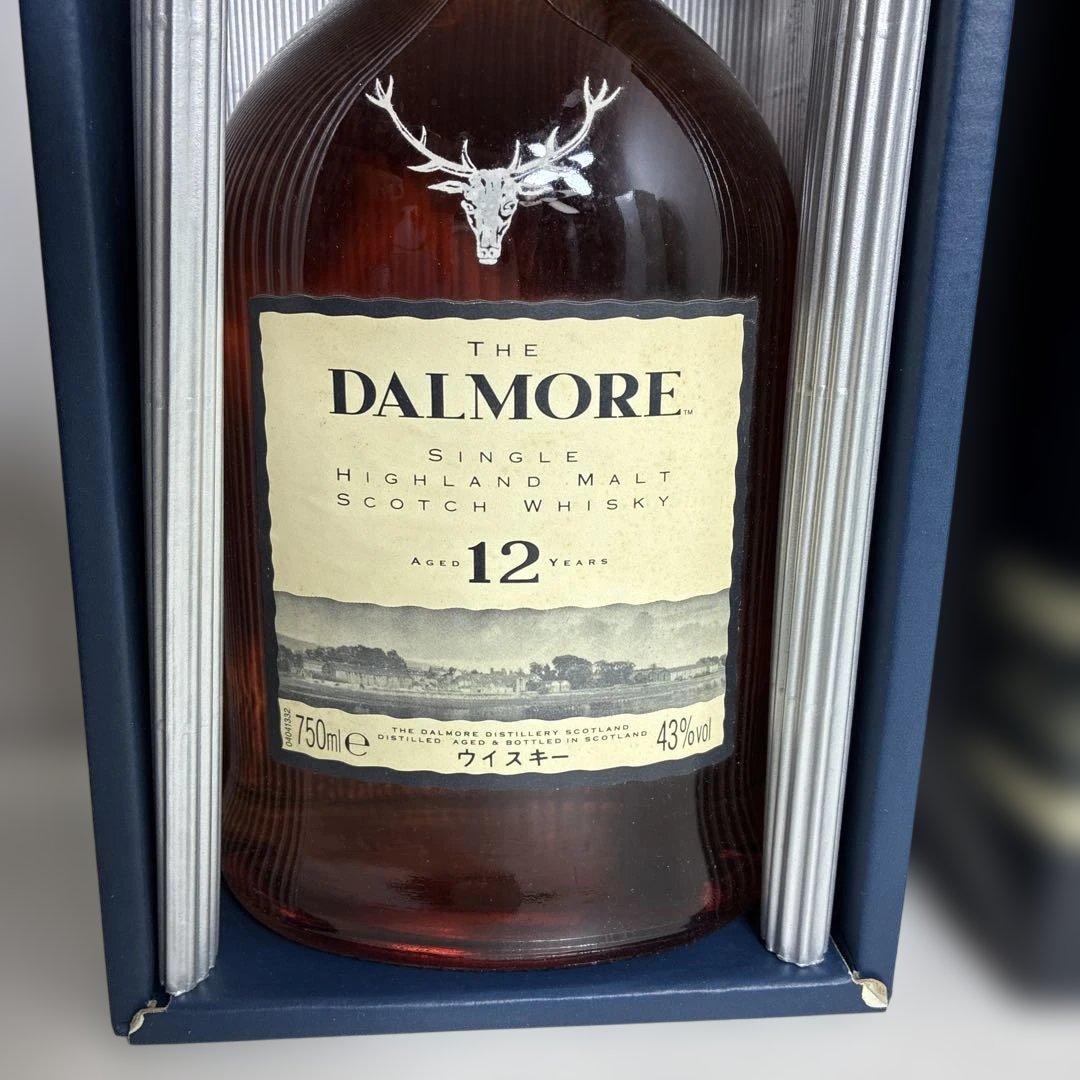 THE
DALMORE™
SINGLE
HIGHLAND MALT
SCOTCH WHISKY
AGED 12 YEARS
04041332
750ml℮
THE DALMORE DISTILLERY SCOTLAND
DISTILLED AGED & BOTTLED IN SCOTLAND
43%vol
ウイスキー